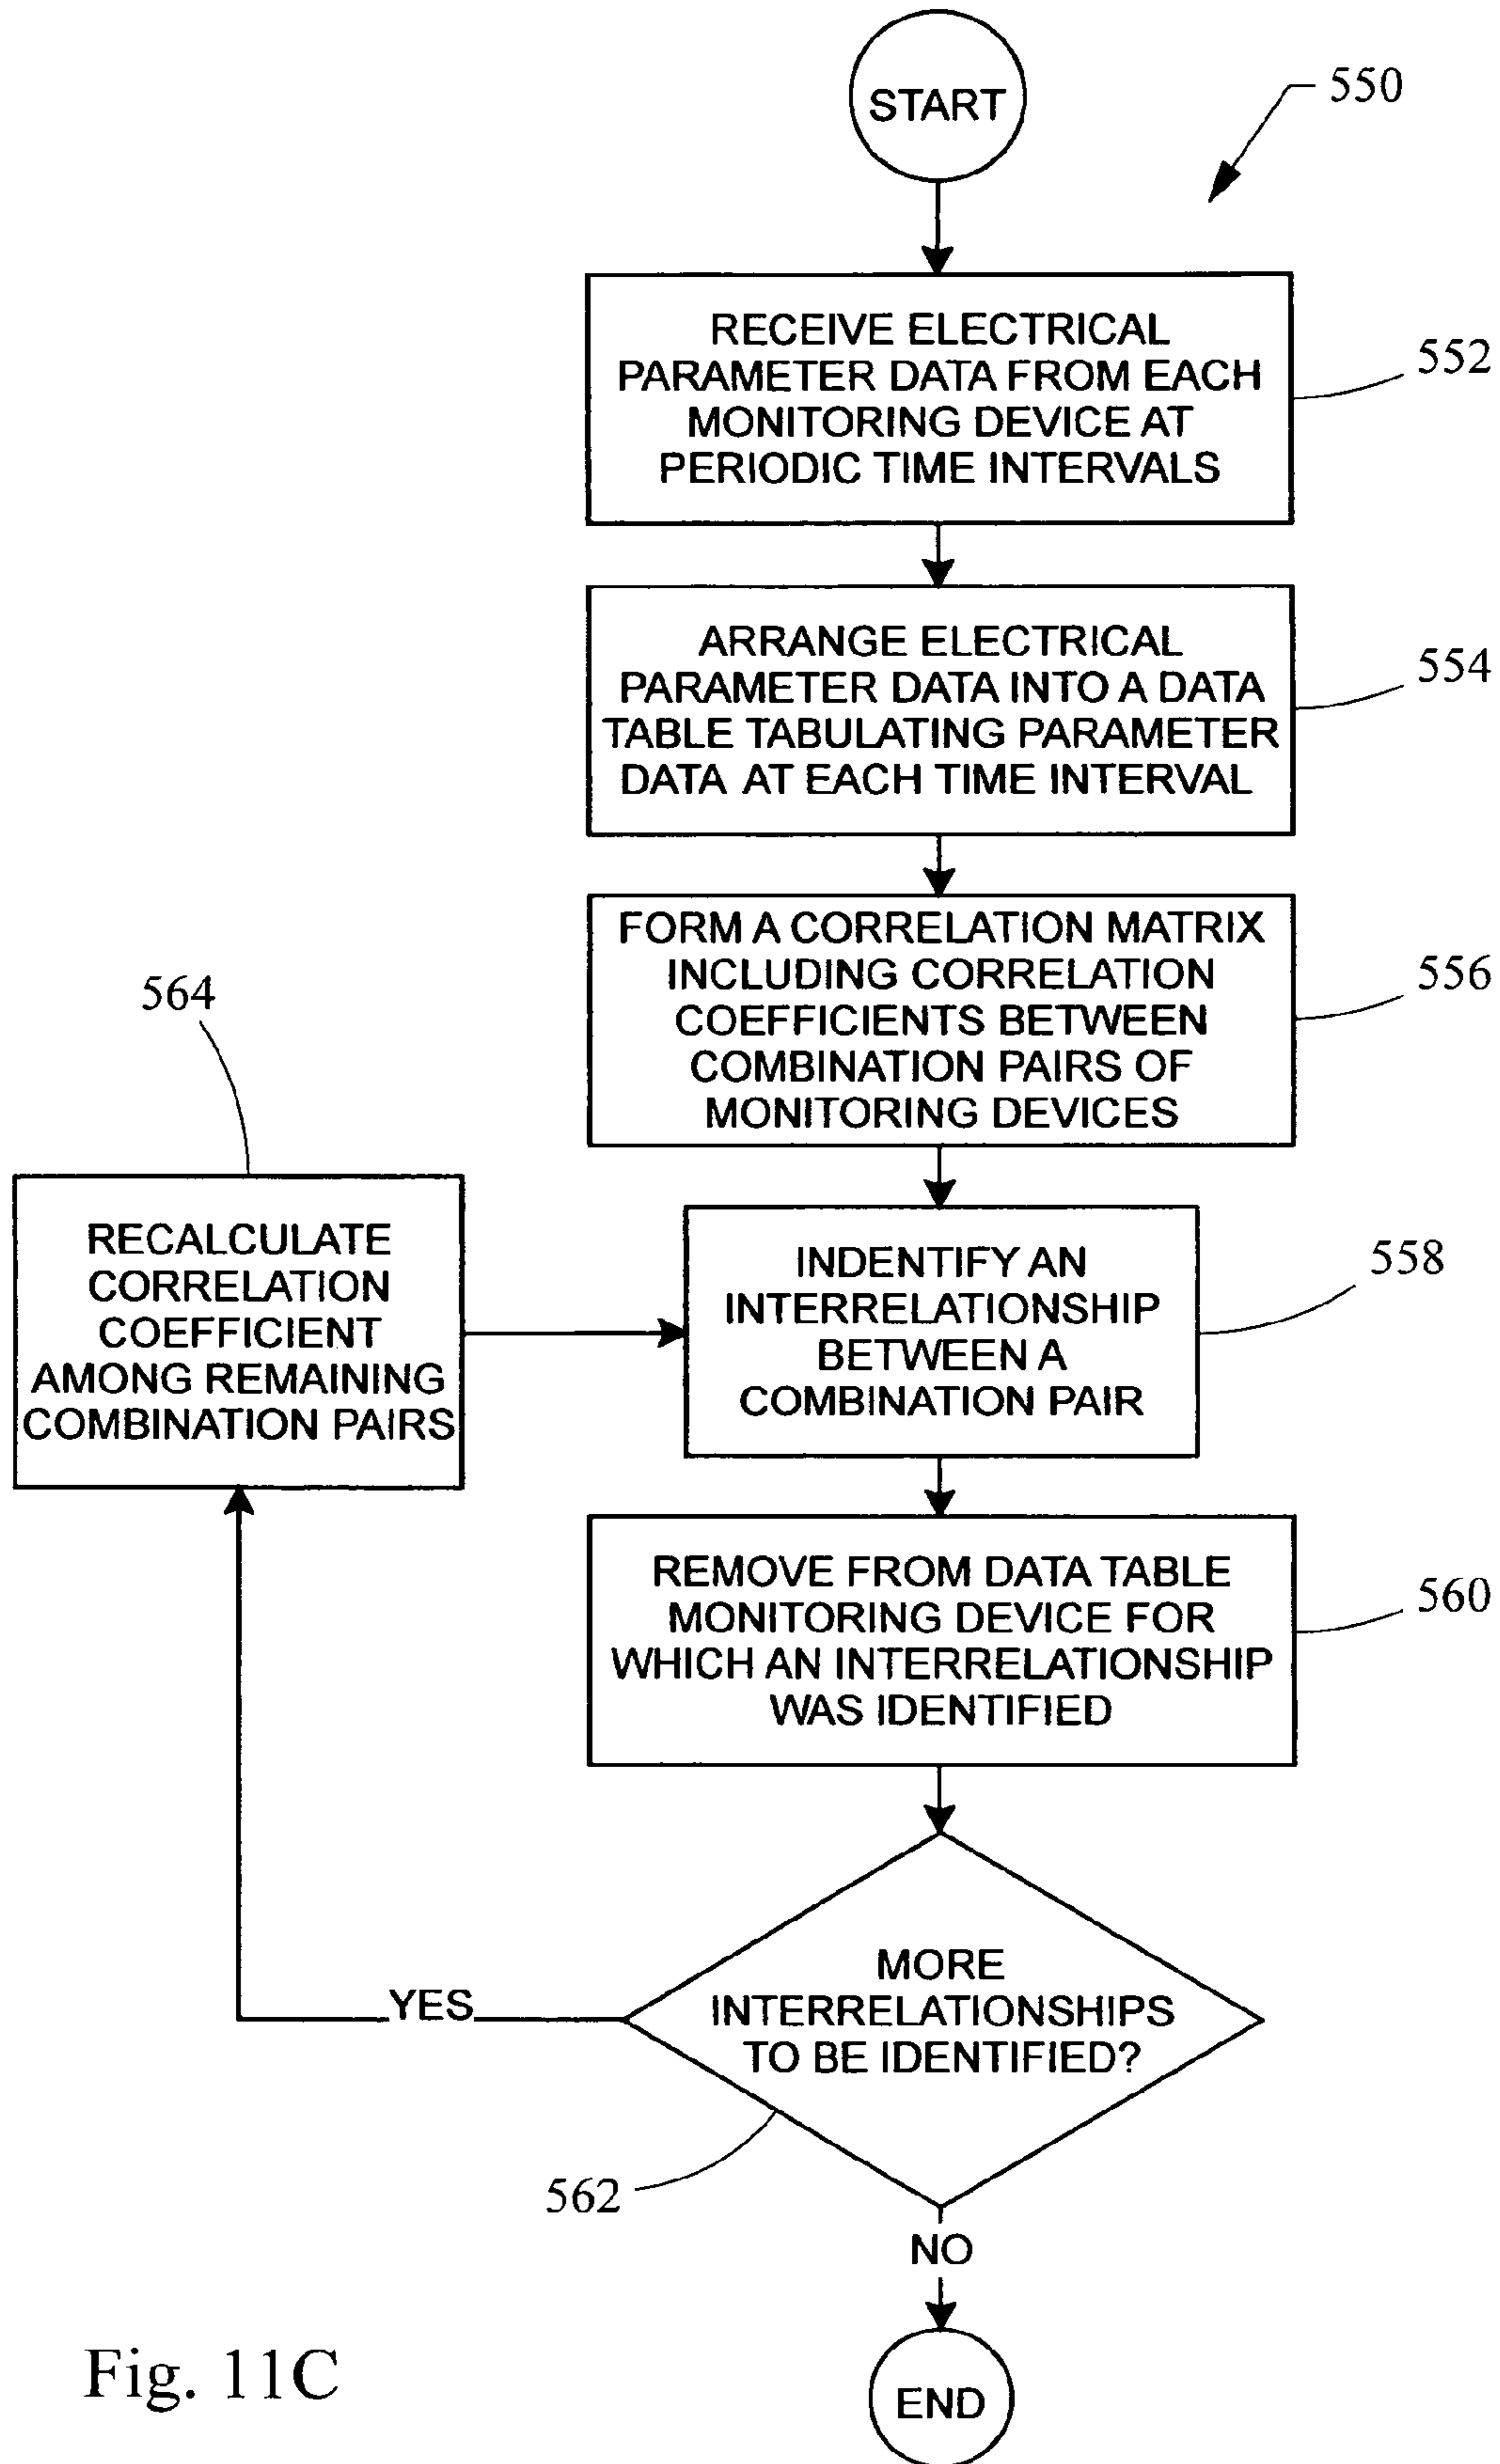 START
550
RECEIVE ELECTRICAL
PARAMETER DATA FROM EACH
MONITORING DEVICE AT
PERIODIC TIME INTERVALS
552
ARRANGE ELECTRICAL
PARAMETER DATA INTO A DATA
TABLE TABULATING PARAMETER
DATA AT EACH TIME INTERVAL
554
FORM A CORRELATION MATRIX
INCLUDING CORRELATION
COEFFICIENTS BETWEEN
COMBINATION PAIRS OF
MONITORING DEVICES
556
564
RECALCULATE
CORRELATION
COEFFICIENT
AMONG REMAINING
COMBINATION PAIRS
INDENTIFY AN
INTERRELATIONSHIP
BETWEEN A
COMBINATION PAIR
558
REMOVE FROM DATA TABLE
MONITORING DEVICE FOR
WHICH AN INTERRELATIONSHIP
WAS IDENTIFIED
560
MORE
INTERRELATIONSHIPS
TO BE IDENTIFIED?
YES
562
NO
END
Fig. 11C